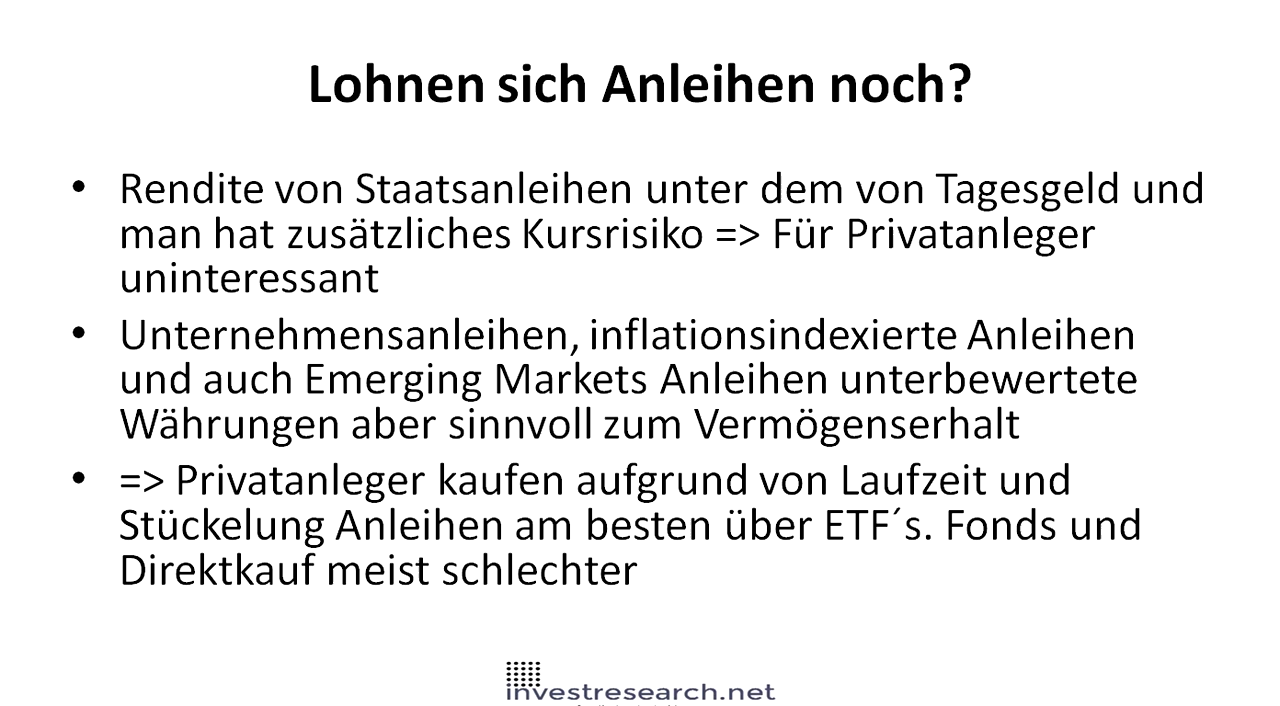 Lohnen sich Anleihen noch?
• Rendite von Staatsanleihen unter dem von Tagesgeld und
man hat zusätzliches Kursrisiko => Für Privatanleger
uninteressant
• Unternehmensanleihen, inflationsindexierte Anleihen
und auch Emerging Markets Anleihen unterbewertete
Währungen aber sinnvoll zum Vermögenserhalt
• => Privatanleger kaufen aufgrund von Laufzeit und
Stückelung Anleihen am besten über ETF´s. Fonds und
Direktkauf meist schlechter
investresearch.net